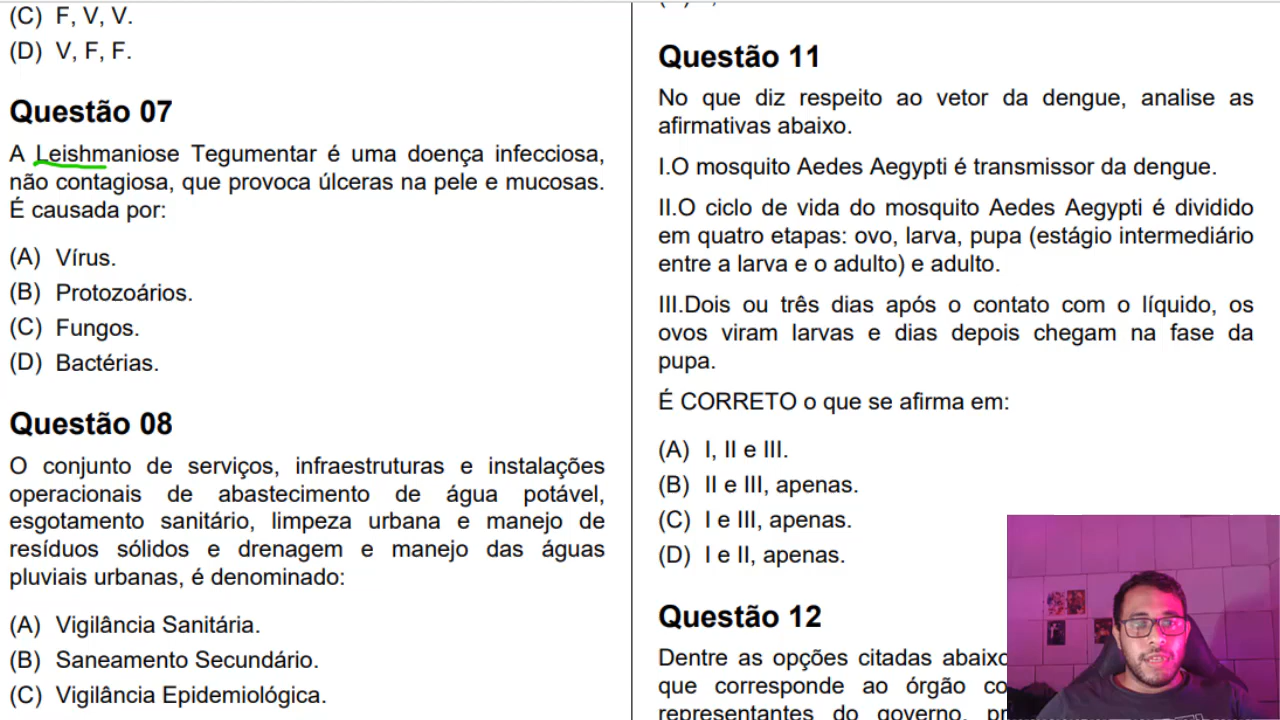 (C) F, V, V.
(D) V, F, F.
Questão 07
A Leishmaniose Tegumentar é uma doença infecciosa,
não contagiosa, que provoca úlceras na pele e mucosas.
É causada por:
(A) Vírus.
(B) Protozoários.
(C) Fungos.
(D) Bactérias.
Questão 08
O conjunto de serviços, infraestruturas e instalações
operacionais de abastecimento de água potável,
esgotamento sanitário, limpeza urbana e manejo de
resíduos sólidos e drenagem e manejo das águas
pluviais urbanas, é denominado:
(A) Vigilância Sanitária.
(B) Saneamento Secundário.
(C) Vigilância Epidemiológica.
Questão 11
No que diz respeito ao vetor da dengue, analise as
afirmativas abaixo.
I.O mosquito Aedes Aegypti é transmissor da dengue.
II.O ciclo de vida do mosquito Aedes Aegypti é dividido
em quatro etapas: ovo, larva, pupa (estágio intermediário
entre a larva e o adulto) e adulto.
III.Dois ou três dias após o contato com o líquido, os
ovos viram larvas e dias depois chegam na fase da
pupa.
É CORRETO o que se afirma em:
(A) I, II e III.
(B) II e III, apenas.
(C) I e III, apenas.
(D) I e II, apenas.
Questão 12
Dentre as opções citadas abaixo
que corresponde ao órgão co
representantes do governo, pr